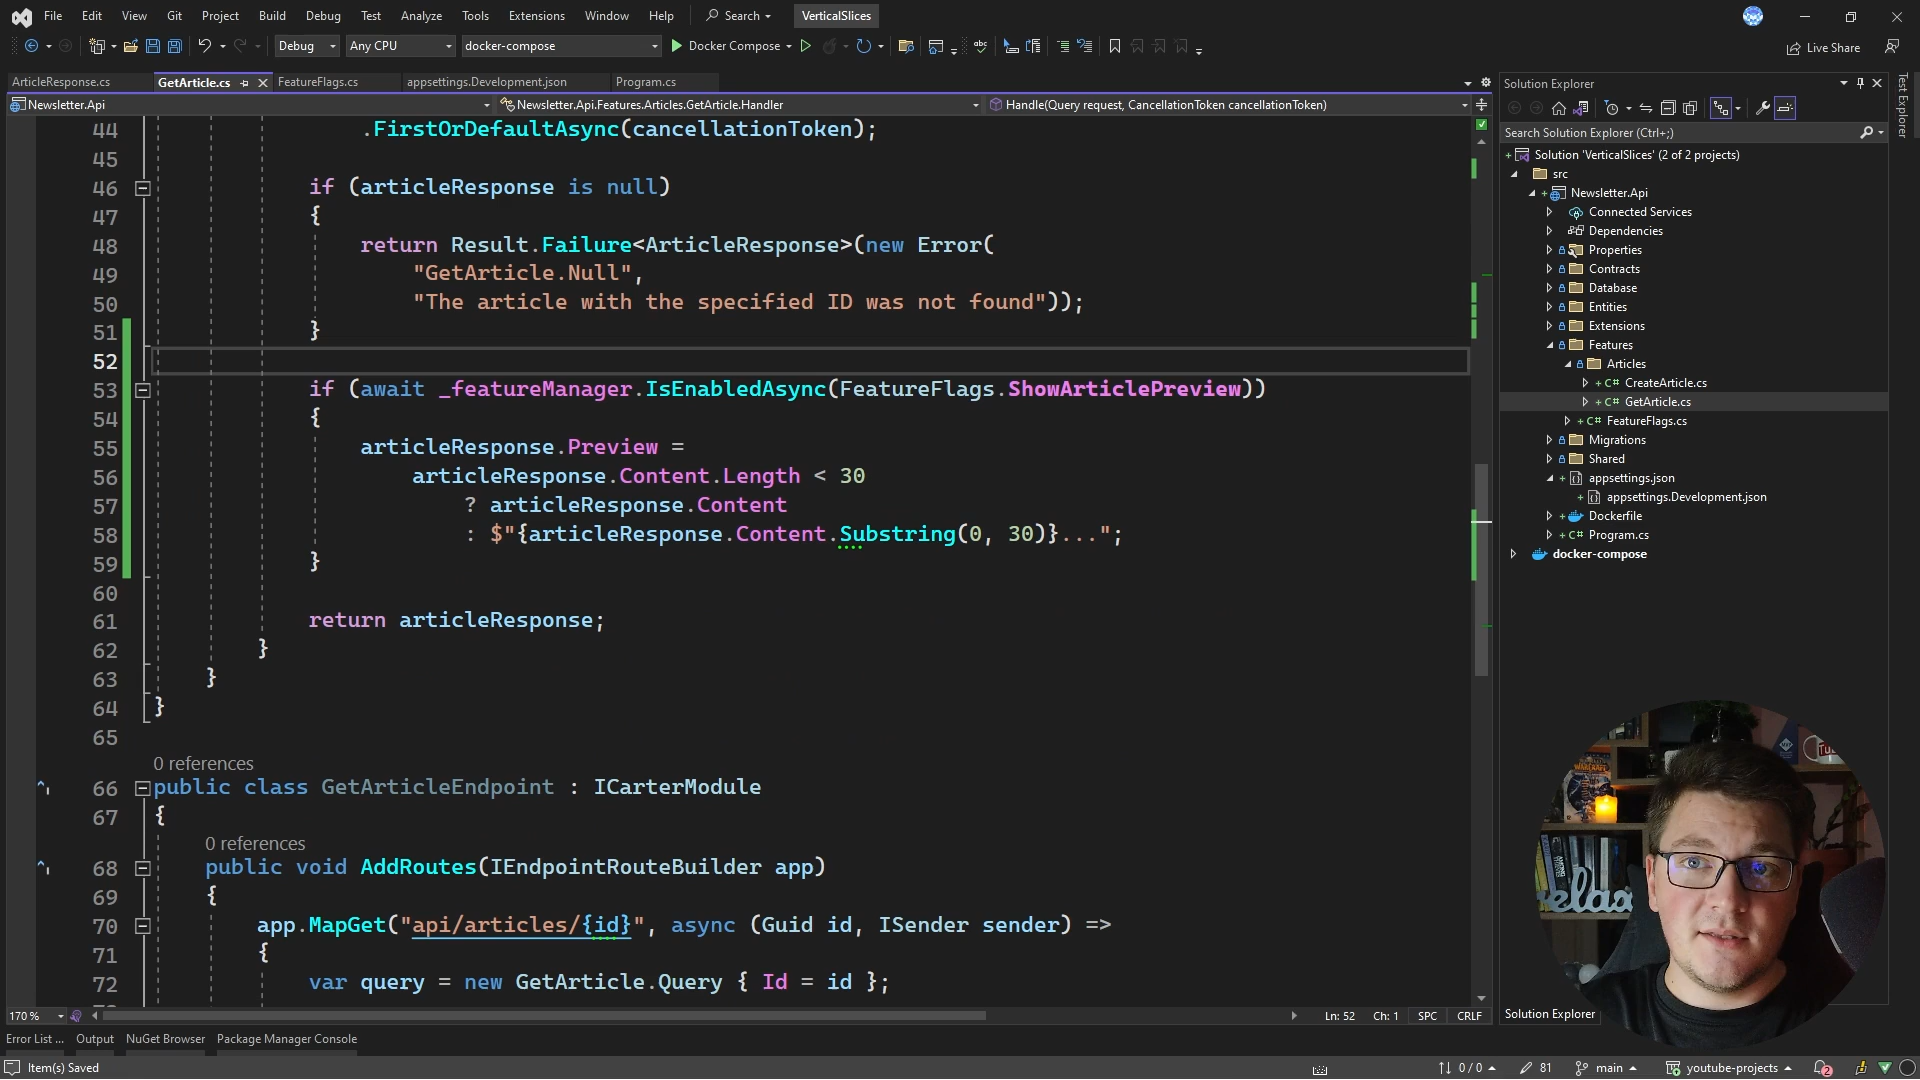 File Edit View Git Project Build Debug Test Analyze Tools Extensions Window Help Search VerticalSlices
Debug Any CPU docker-compose Docker Compose Live Share
ArticleResponse.cs GetArticle.cs FeatureFlags.cs appsettings.Development.json Program.cs
Newsletter.Api Newsletter.Api.Features.Articles.GetArticle.Handler Handle(Query request, CancellationToken cancellationToken)
44 .FirstOrDefaultAsync(cancellationToken);
45
46 if (articleResponse is null)
47 {
48 return Result.Failure<ArticleResponse>(new Error(
49 "GetArticle.Null",
50 "The article with the specified ID was not found"));
51 }
52
53 if (await _featureManager.IsEnabledAsync(FeatureFlags.ShowArticlePreview))
54 {
55 articleResponse.Preview =
56 articleResponse.Content.Length < 30
57 ? articleResponse.Content
58 : $"{articleResponse.Content.Substring(0, 30)}...";
59 }
60
61 return articleResponse;
62 }
63 }
64 }
65
0 references
66 public class GetArticleEndpoint : ICarterModule
67 {
0 references
68 public void AddRoutes(IEndpointRouteBuilder app)
69 {
70 app.MapGet("api/articles/{id}", async (Guid id, ISender sender) =>
71 {
72 var query = new GetArticle.Query { Id = id };
170 % Ln: 52 Ch: 1 SPC CRLF
Error List ... Output NuGet Browser Package Manager Console
Item(s) Saved 0 / 0 81 main youtube-projects 2
Solution Explorer
Search Solution Explorer (Ctrl+;)
Solution 'VerticalSlices' (2 of 2 projects)
src
Newsletter.Api
Connected Services
Dependencies
Properties
Contracts
Database
Entities
Extensions
Features
Articles
C# CreateArticle.cs
C# GetArticle.cs
C# FeatureFlags.cs
Migrations
Shared
appsettings.json
appsettings.Development.json
Dockerfile
C# Program.cs
docker-compose
Solution Explorer
Test Explorer
relax